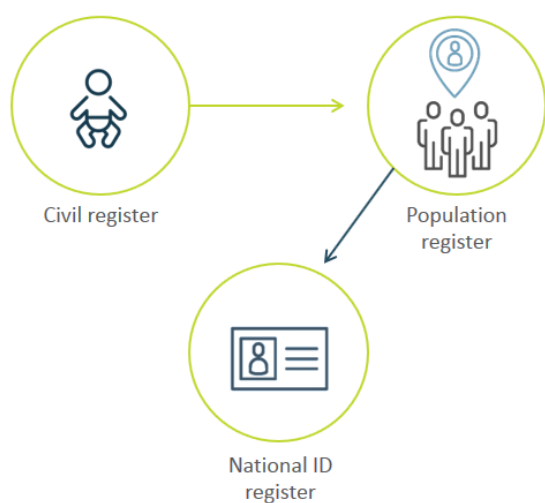 Civil register
Population
register
National ID
register